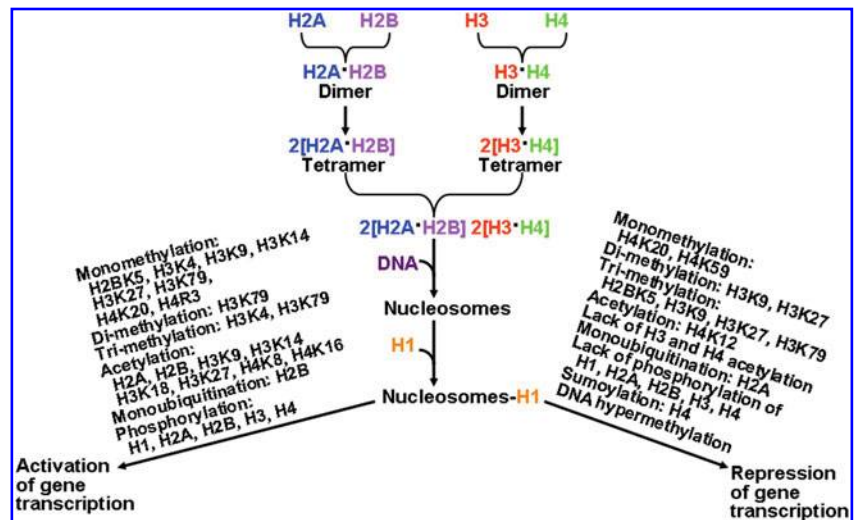 H2A H2B H3 H4
H2A·H2B H3·H4
Dimer Dimer
2[H2A·H2B] 2[H3·H4]
Tetramer Tetramer
2[H2A·H2B] 2[H3·H4]
DNA
Nucleosomes
H1
Nucleosomes-H1
Monomethylation:
H2BK5, H3K4, H3K9, H3K14
H3K27, H3K79,
H4K20, H4R3
Di-methylation: H3K79
Tri-methylation: H3K4, H3K79
Acetylation:
H2A, H2B, H3K9, H3K14
H3K18, H3K27, H4K8, H4K16
Monoubiquitination: H2B
Phosphorylation:
H1, H2A, H2B, H3, H4
Activation
of gene
transcription
Monomethylation:
H4K20, H4K59
Di-methylation: H3K9, H3K27
Tri-methylation:
H2BK5, H3K9, H3K27, H3K79
Acetylation: H4K12
Lack of H3 and H4 acetylation
Monoubiquitination: H2A
Lack of phosphorylation of
H1, H2A, H2B, H3, H4
Sumoylation: H4
DNA hypermethylation
Repression
of gene
transcription